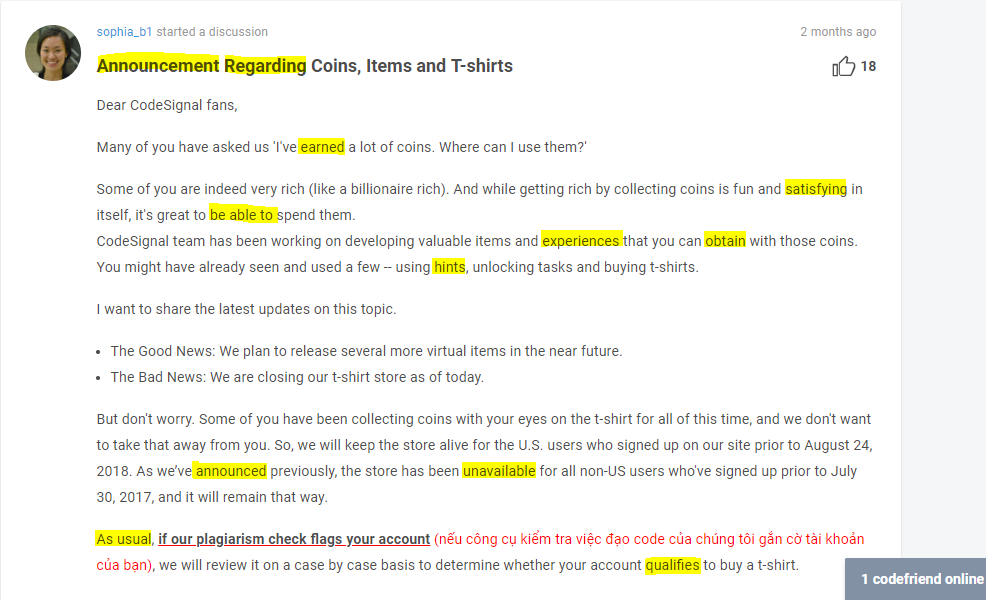 sophia_b1 started a discussion
2 months ago
Announcement Regarding Coins, Items and T-shirts
18
Dear CodeSignal fans,
Many of you have asked us 'I've earned a lot of coins. Where can I use them?'
Some of you are indeed very rich (like a billionaire rich). And while getting rich by collecting coins is fun and satisfying in
itself, it's great to be able to spend them.
CodeSignal team has been working on developing valuable items and experiences that you can obtain with those coins.
You might have already seen and used a few -- using hints, unlocking tasks and buying t-shirts.
I want to share the latest updates on this topic.
• The Good News: We plan to release several more virtual items in the near future.
• The Bad News: We are closing our t-shirt store as of today.
But don't worry. Some of you have been collecting coins with your eyes on the t-shirt for all of this time, and we don't want
to take that away from you. So, we will keep the store alive for the U.S. users who signed up on our site prior to August 24,
2018. As we've announced previously, the store has been unavailable for all non-US users who've signed up prior to July
30, 2017, and it will remain that way.
As usual, if our plagiarism check flags your account (nếu công cụ kiểm tra việc đạo code của chúng tôi gắn cờ tài khoản
của bạn), we will review it on a case by case basis to determine whether your account qualifies to buy a t-shirt.
1 codefriend online